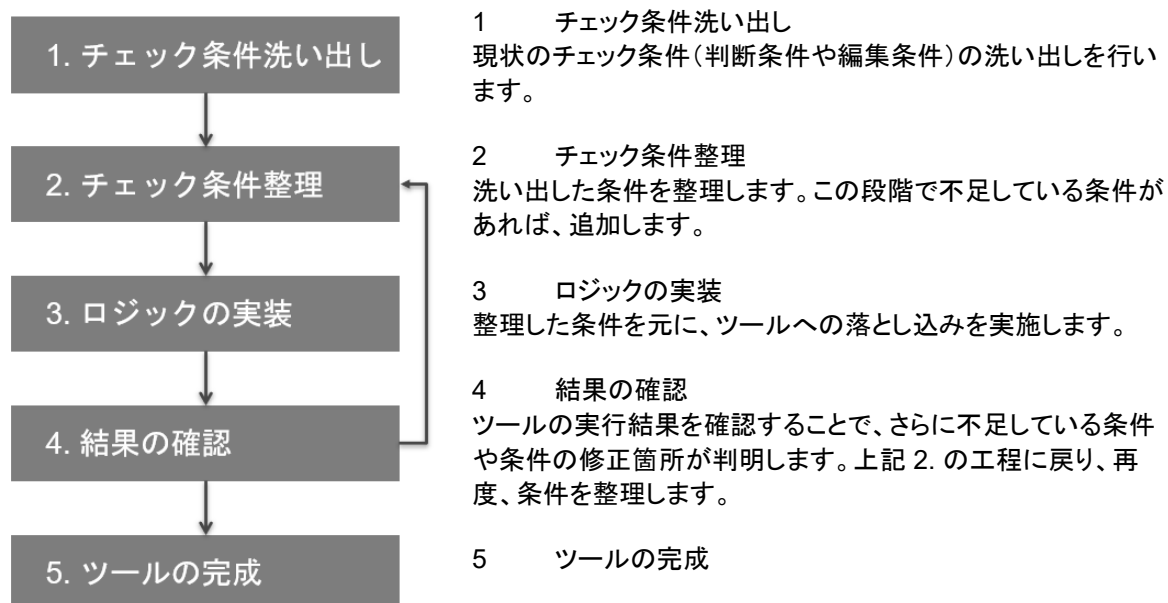 1. チェック条件洗い出し
2. チェック条件整理
3. ロジックの実装
4. 結果の確認
5. ツールの完成
1 チェック条件洗い出し
現状のチェック条件(判断条件や編集条件)の洗い出しを行い
ます。
2 チェック条件整理
洗い出した条件を整理します。この段階で不足している条件が
あれば、追加します。
3 ロジックの実装
整理した条件を元に、ツールへの落とし込みを実施します。
4 結果の確認
ツールの実行結果を確認することで、さらに不足している条件
や条件の修正箇所が判明します。上記 2. の工程に戻り、再
度、条件を整理します。
5 ツールの完成